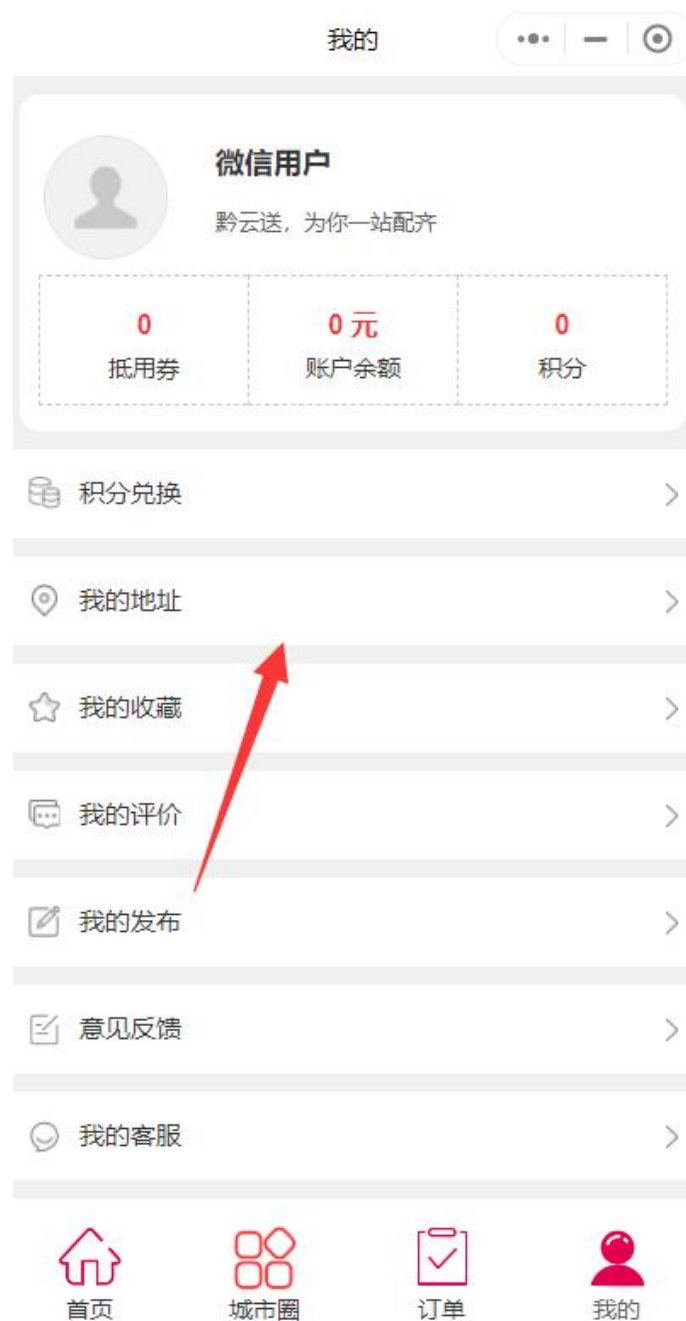 我的
微信用户
黔云送，为你一站配齐
0 0 元 0
抵用券 账户余额 积分
积分兑换
我的地址
我的收藏
我的评价
我的发布
意见反馈
我的客服
首页 城市圈 订单 我的